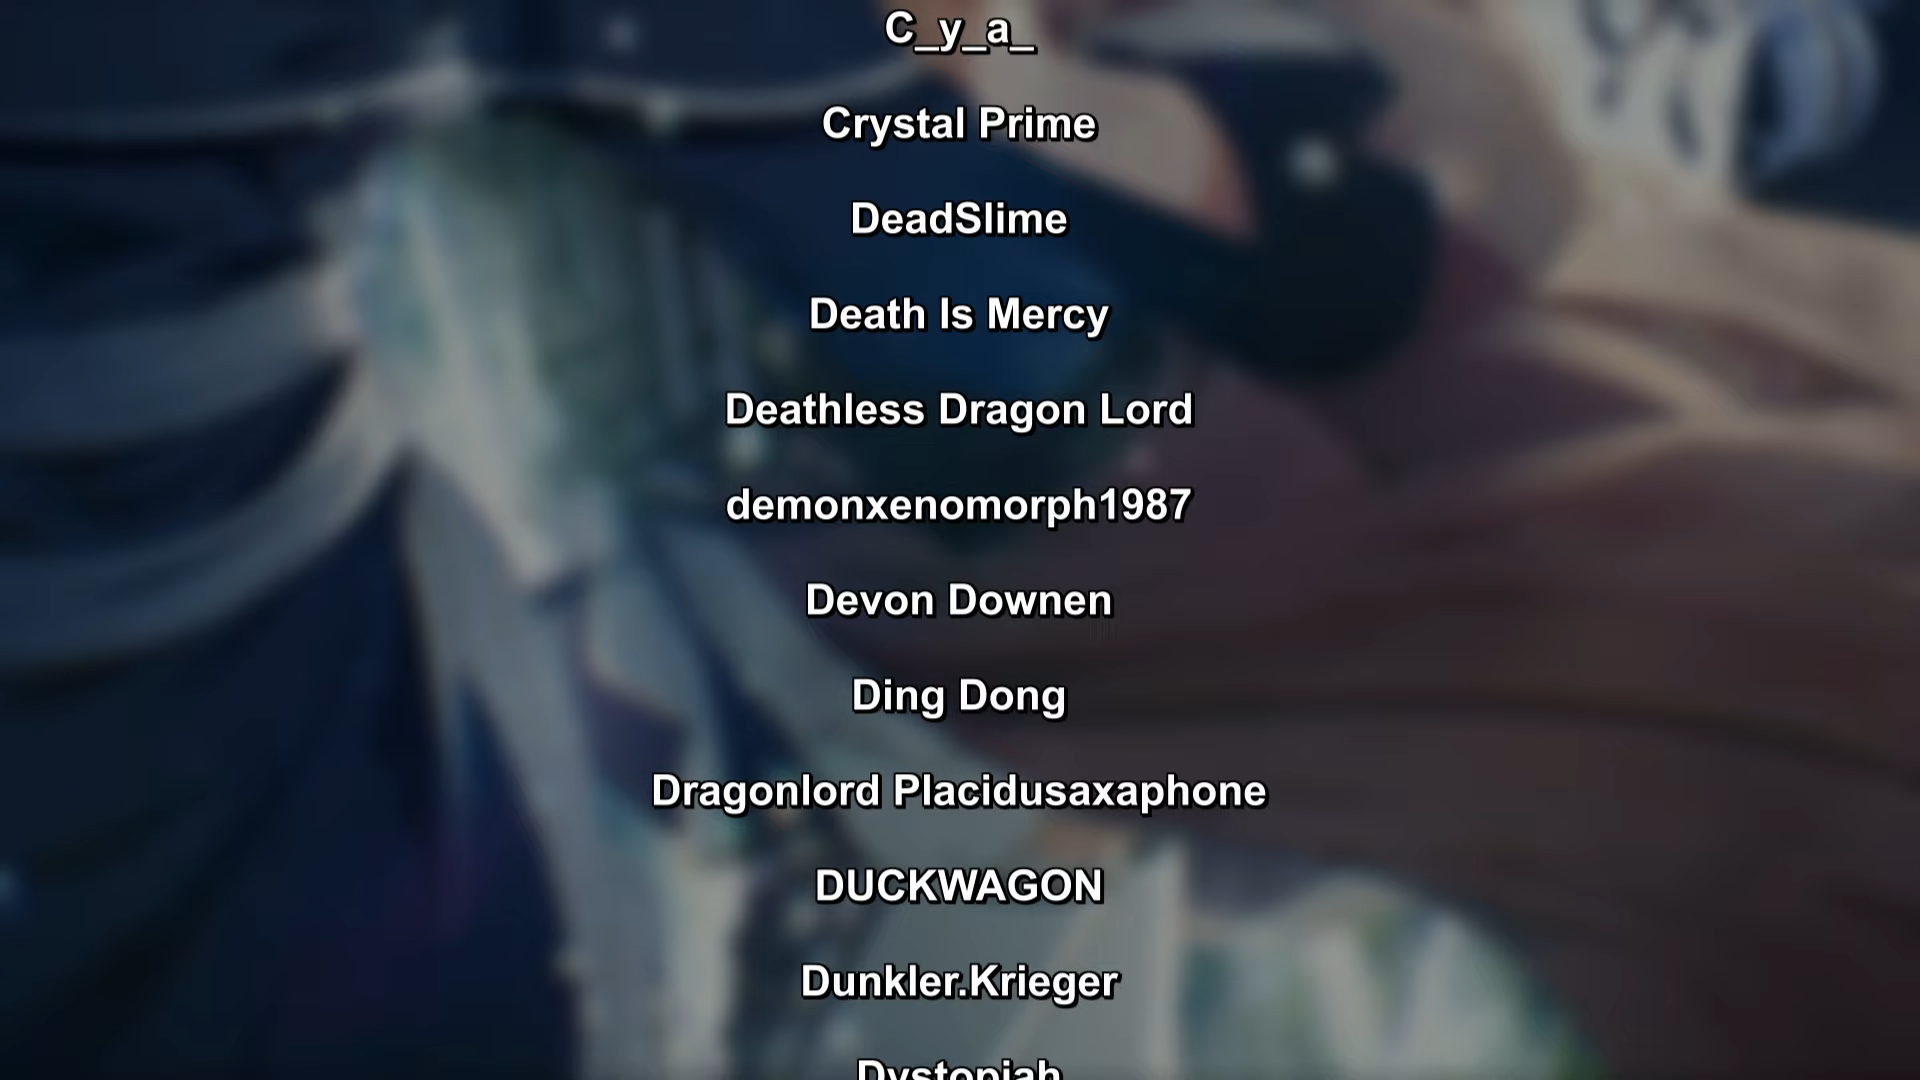 C_y_a_
Crystal Prime
DeadSlime
Death Is Mercy
Deathless Dragon Lord
demonxenomorph1987
Devon Downen
Ding Dong
Dragonlord Placidusaxaphone
DUCKWAGON
Dunkler.Krieger
Dystopiah